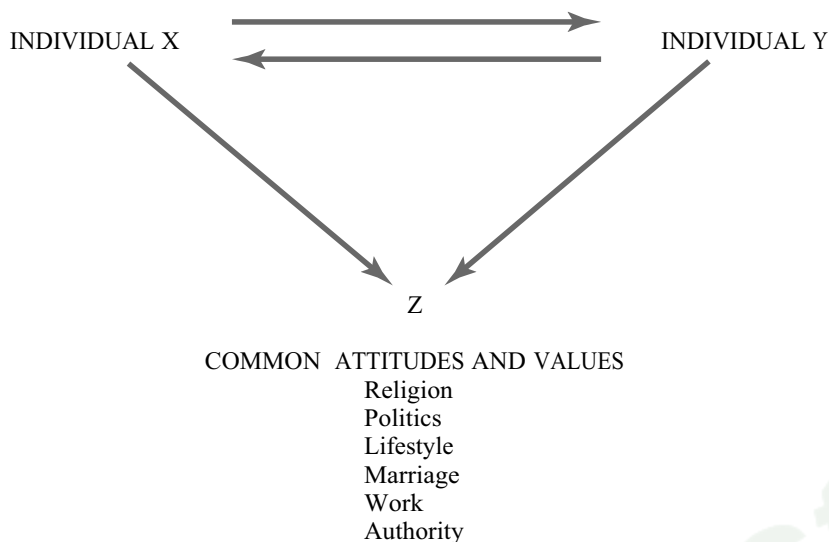 INDIVIDUAL X
INDIVIDUAL Y
Z
COMMON ATTITUDES AND VALUES
Religion
Politics
Lifestyle
Marriage
Work
Authority